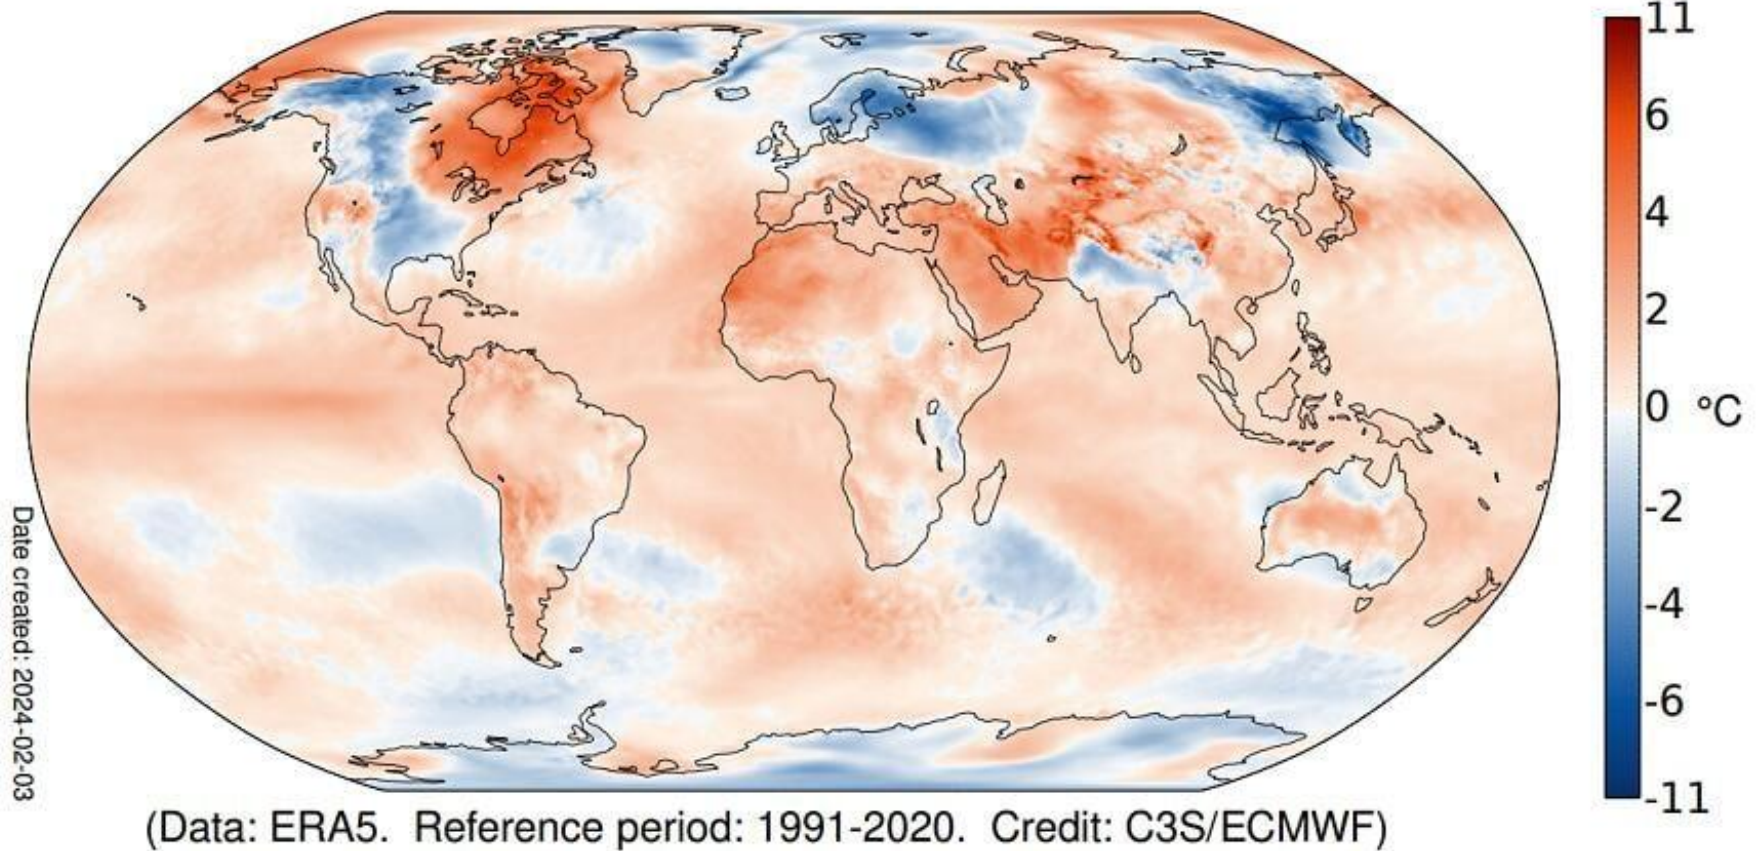 11
6
4
2
0 °C
-2
-4
-6
-11
Date created: 2024-02-03
(Data: ERA5. Reference period: 1991-2020. Credit: C3S/ECMWF)